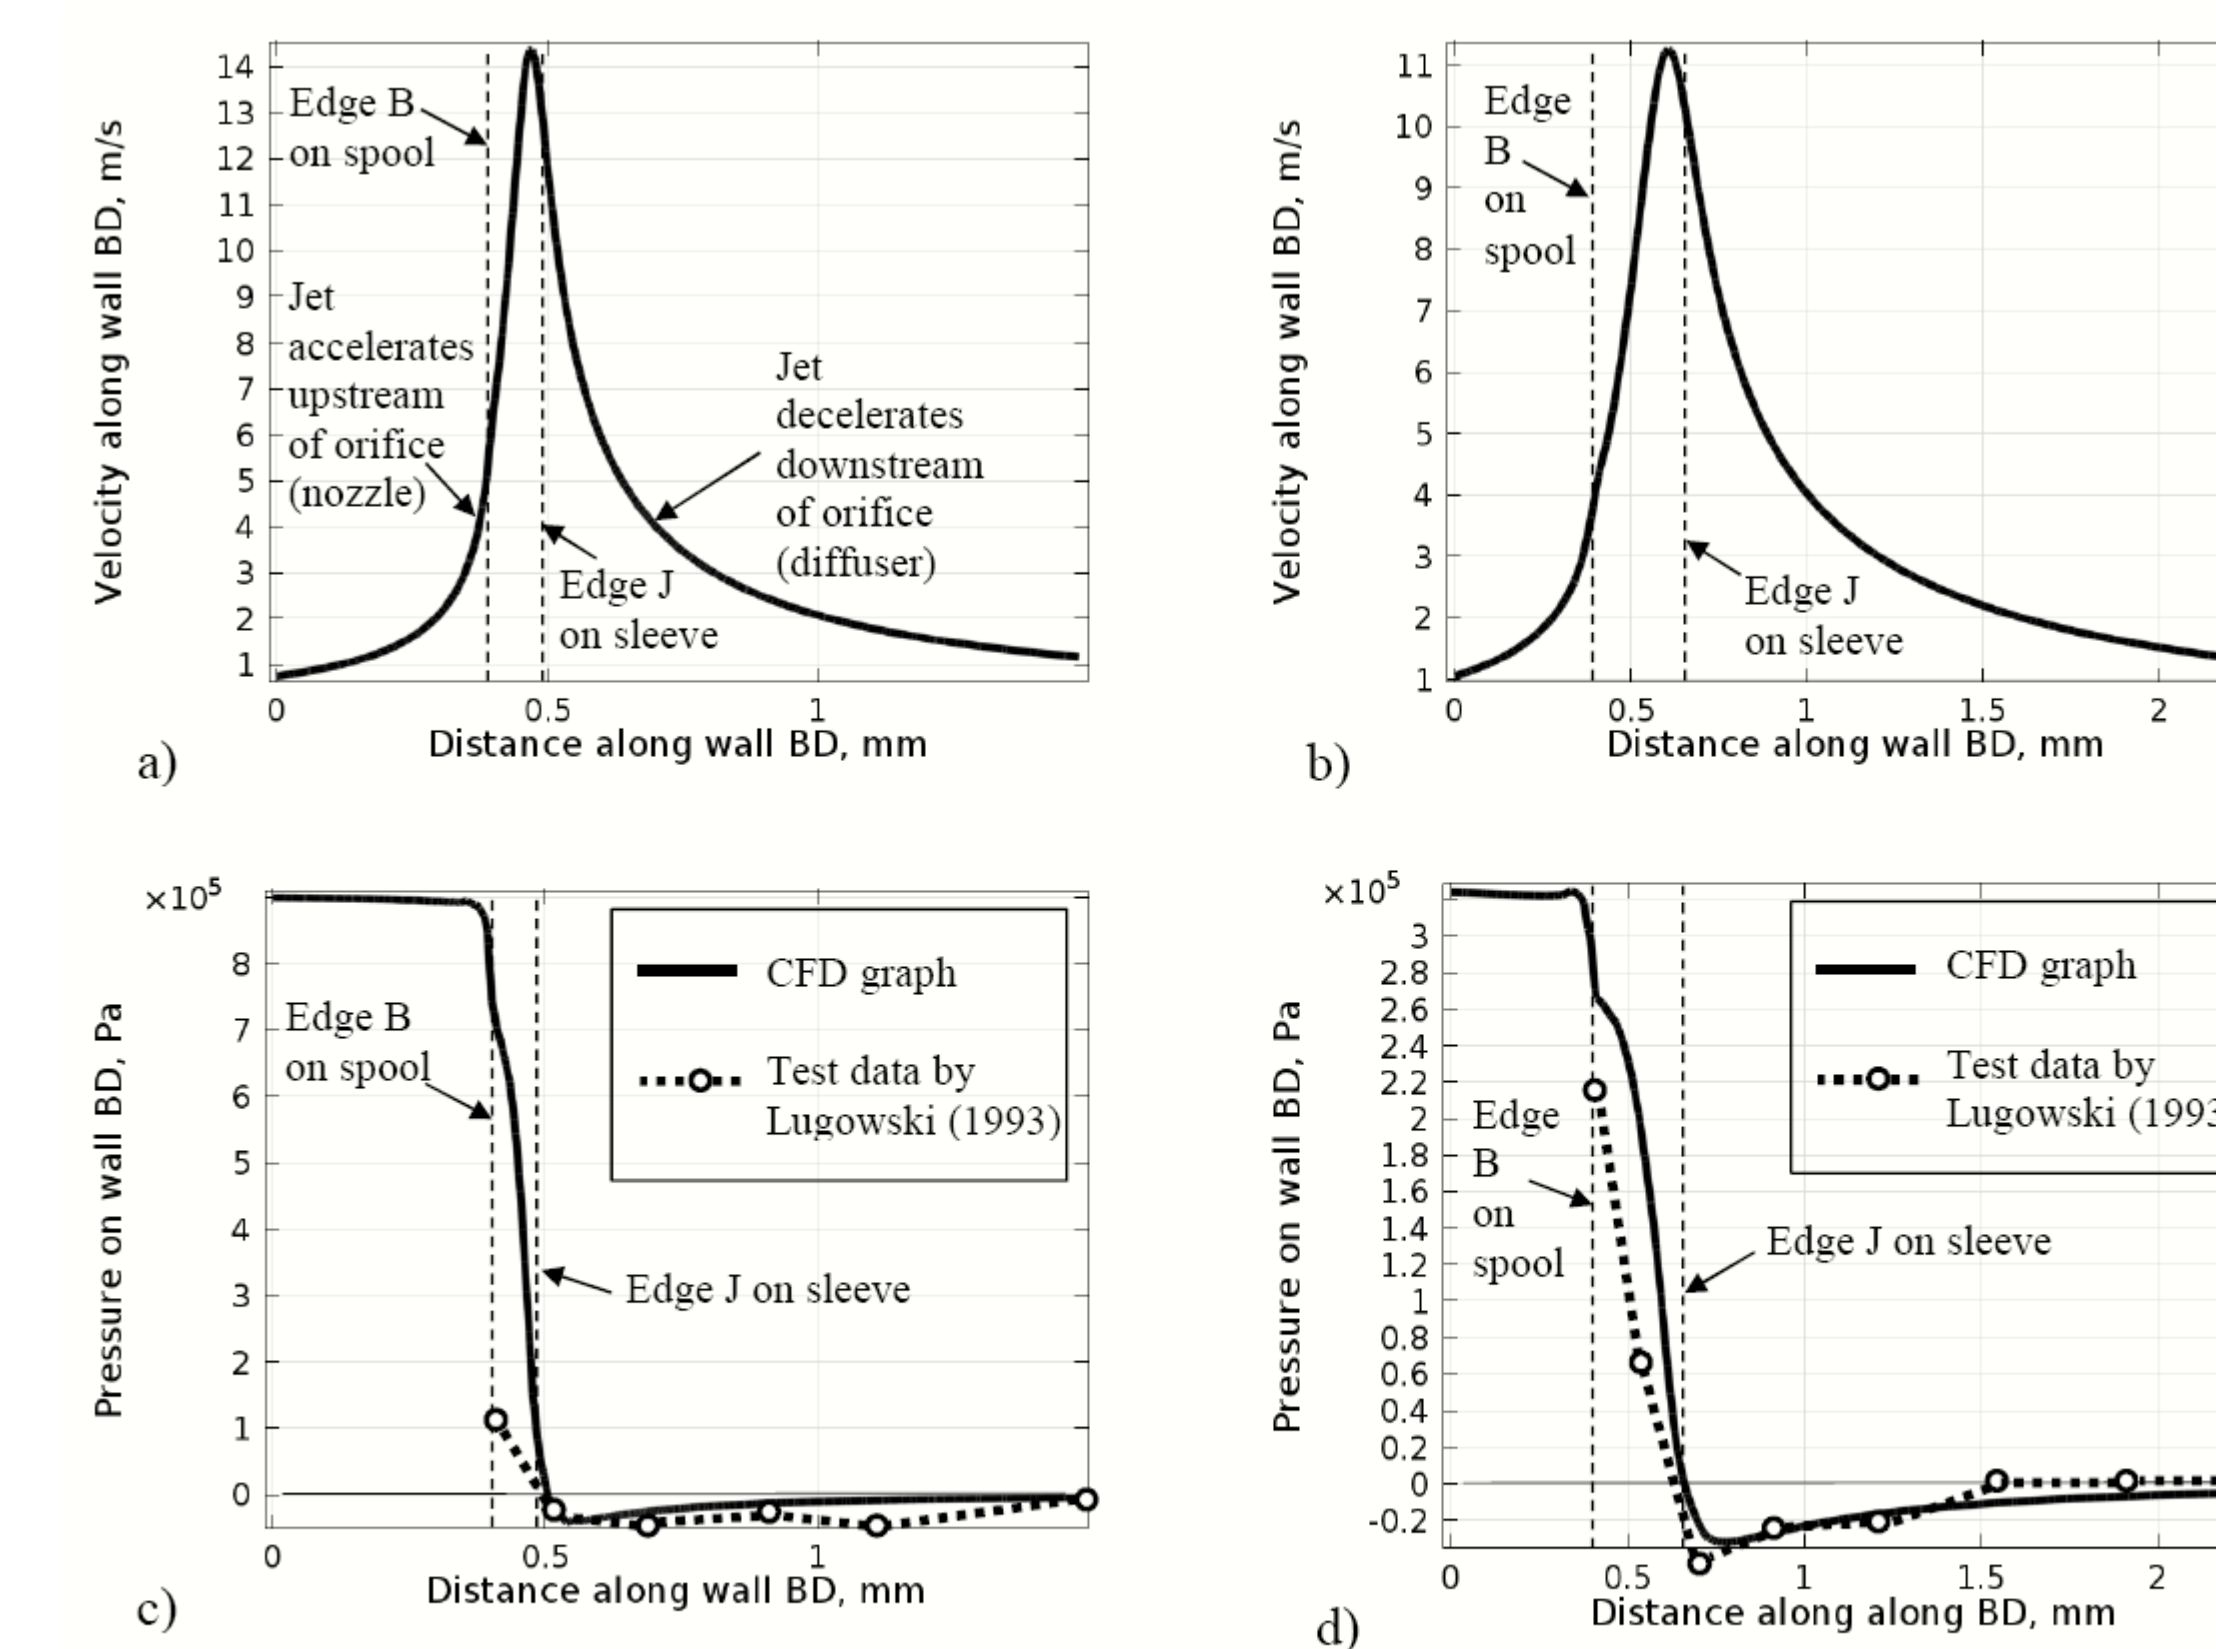 14
13
12
11
10
9
8
7
6
5
4
3
2
1
Velocity along wall BD, m/s
Edge B
on spool
Jet
accelerates
upstream
of orifice
(nozzle)
Jet
decelerates
downstream
of orifice
(diffuser)
Edge J
on sleeve
0 0.5 1
Distance along wall BD, mm
a)
11
10
9
8
7
6
5
4
3
2
1
Velocity along wall BD, m/s
Edge
B
on
spool
Edge J
on sleeve
0 0.5 1 1.5 2
Distance along wall BD, mm
b)
×10⁵
8
7
6
5
4
3
2
1
0
Pressure on wall BD, Pa
CFD graph
Test data by
Lugowski (1993)
Edge B
on spool
Edge J on sleeve
0 0.5 1
Distance along wall BD, mm
c)
×10⁵
3
2.8
2.6
2.4
2.2
2
1.8
1.6
1.4
1.2
1
0.8
0.6
0.4
0.2
0
-0.2
Pressure on wall BD, Pa
CFD graph
Test data by
Lugowski (1993
Edge
B
on
spool
Edge J on sleeve
0 0.5 1 1.5 2
Distance along along BD, mm
d)